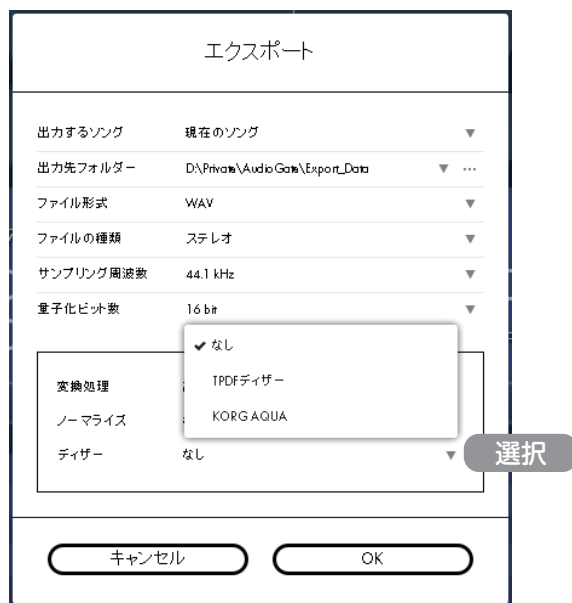 エクスポート
出力するソング 現在のソング ▼
出力先フォルダー D:\Private\AudioGate\Export_Data ▼ ...
ファイル形式 WAV ▼
ファイルの種類 ステレオ ▼
サンプリング周波数 44.1 kHz ▼
量子化ビット数 16 bit ▼
✔ なし
TPDFディザー
KORG AQUA
変換処理
ノーマライズ
ディザー なし ▼
選択
キャンセル OK